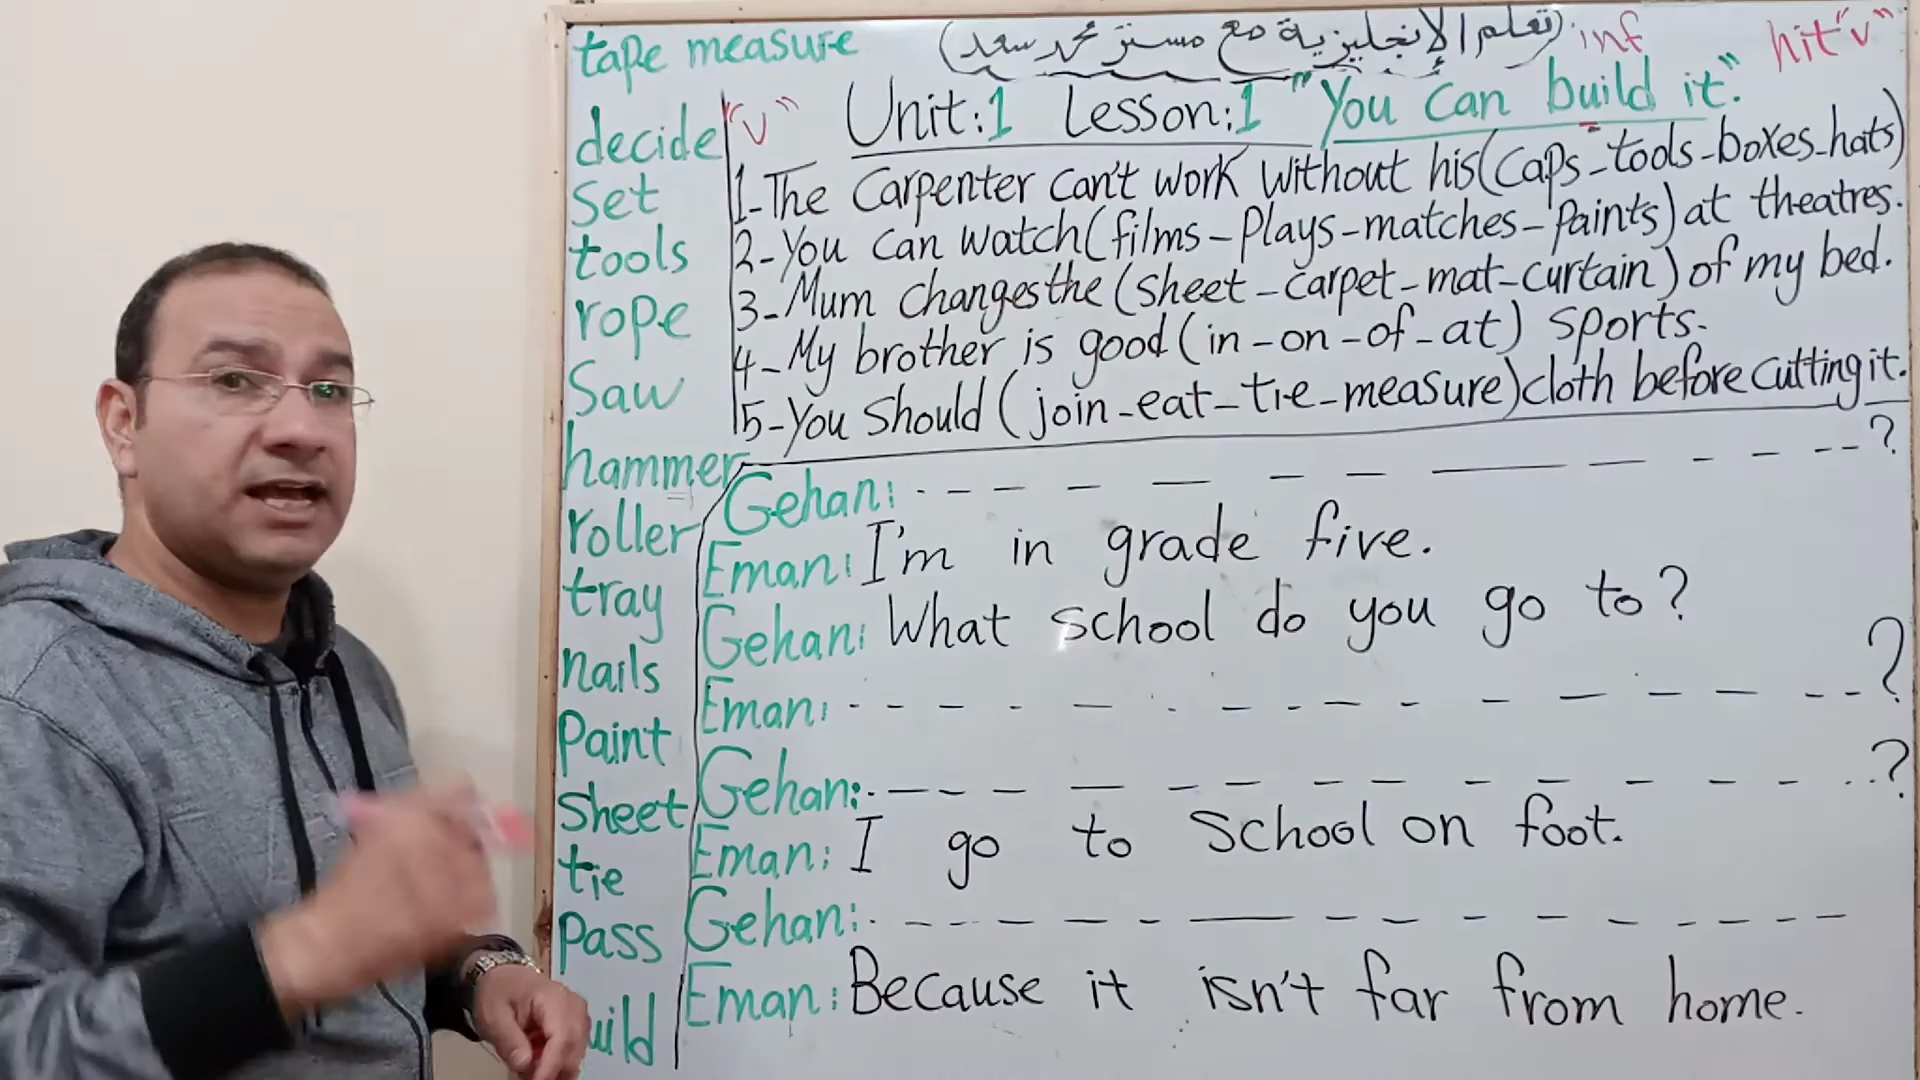 tape measure
(تعلم الإنجليزية مع مستر محمد سعد)
inf
hit "v"
Unit:1 Lesson:1 "You can build it."
decide "v"
set
tools
rope
saw
hammer
roller
tray
nails
paint
sheet
tie
pass
uild
1-The carpenter can't work without his (caps-tools-boxes-hats)
2-You can watch (films-plays-matches-paints) at theatres.
3-Mum changes the (sheet-carpet-mat-curtain) of my bed.
4-My brother is good (in-on-of-at) sports.
5-You should (join-eat-tie-measure) cloth before cutting it.
Gehan: - - - - - - - - - - - - ?
Eman: I'm in grade five.
Gehan: What school do you go to?
Eman: - - - - - - - - - - - - - - ?
Gehan: - - - - - - - - - - - - - - ?
Eman: I go to school on foot.
Gehan: - - - - - - - - - - - - - -
Eman: Because it isn't far from home.